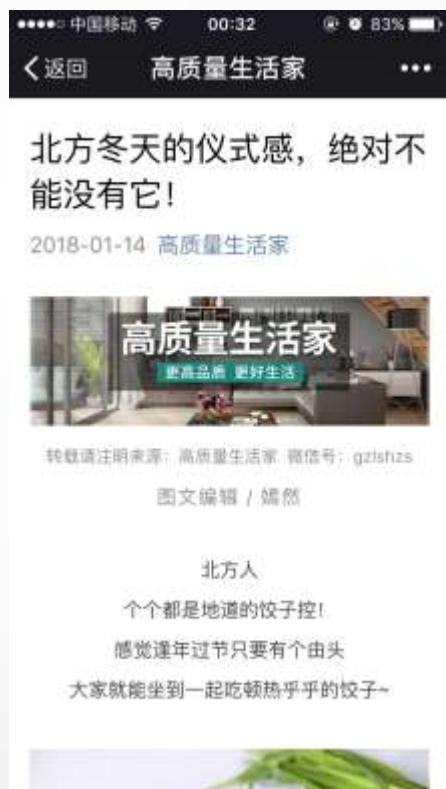 中国移动 00:32 83%
返回 高质量生活家
北方冬天的仪式感，绝对不
能没有它！
2018-01-14 高质量生活家
高质量生活家
更高品质 更好生活
转载请注明来源：高质量生活家 微信号：gzlshzs
图文编辑 / 嫣然
北方人
个个都是地道的饺子控！
感觉逢年过节只要有个由头
大家就能坐到一起吃顿热乎乎的饺子~